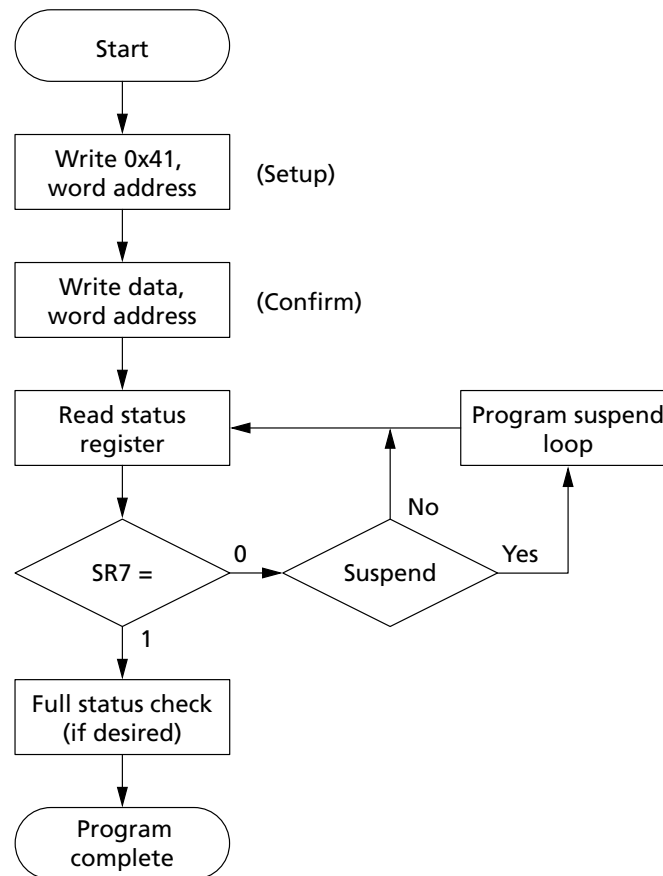 Start
Write 0x41,
word address
(Setup)
Write data,
word address
(Confirm)
Read status
register
Program suspend
loop
No
SR7 =
0
Suspend
Yes
1
Full status check
(if desired)
Program
complete